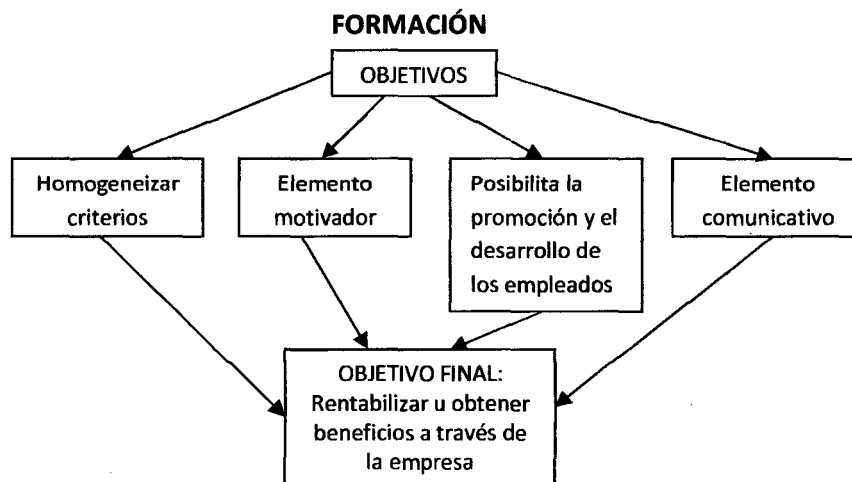 FORMACIÓN
OBJETIVOS
Homogeneizar
criterios
Elemento
motivador
Posibilita la
promoción y el
desarrollo de
los empleados
Elemento
comunicativo
OBJETIVO FINAL:
Rentabilizar u obtener
beneficios a través de
la empresa